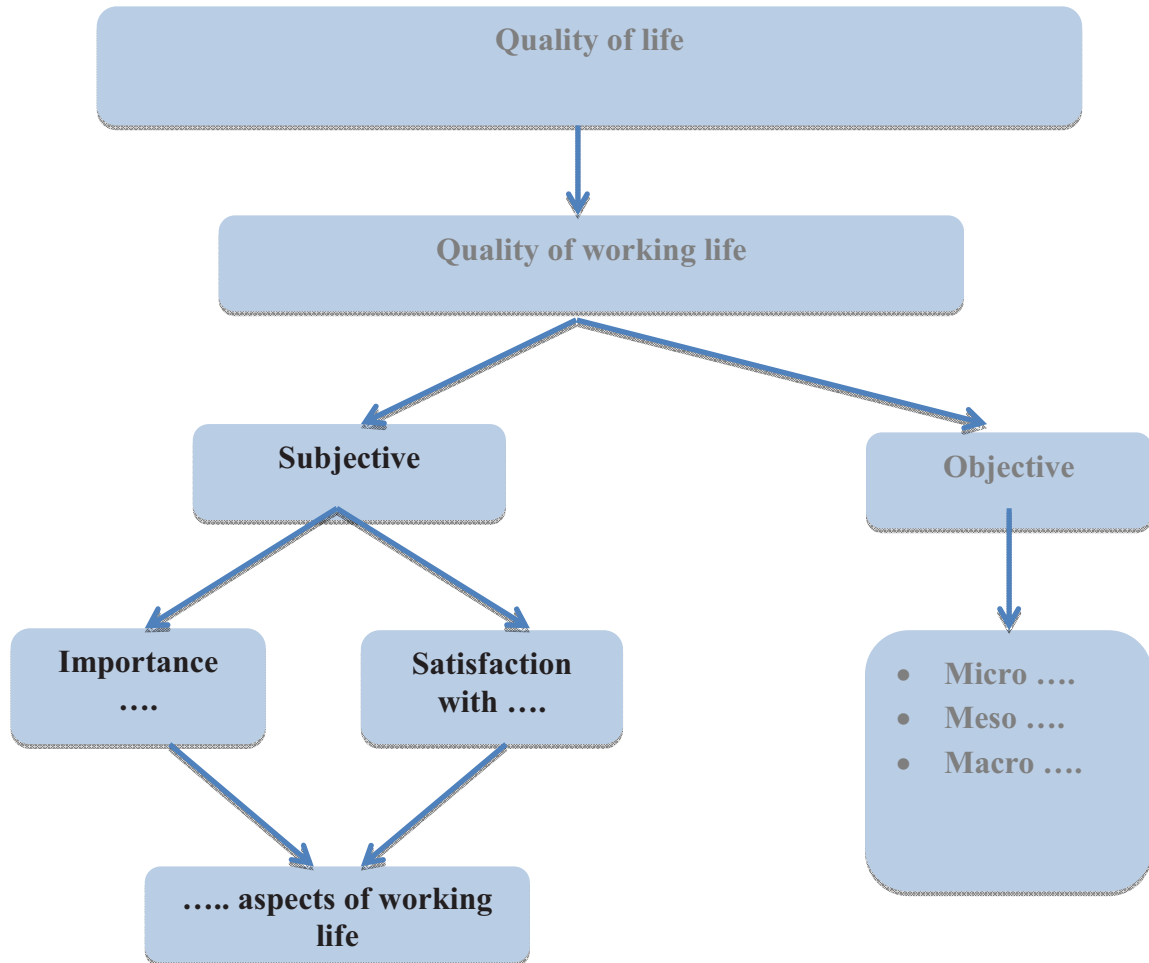 Quality of life
Quality of working life
Subjective
Objective
Importance
….
Satisfaction
with ….
• Micro ….
• Meso ….
• Macro ….
….. aspects of working
life